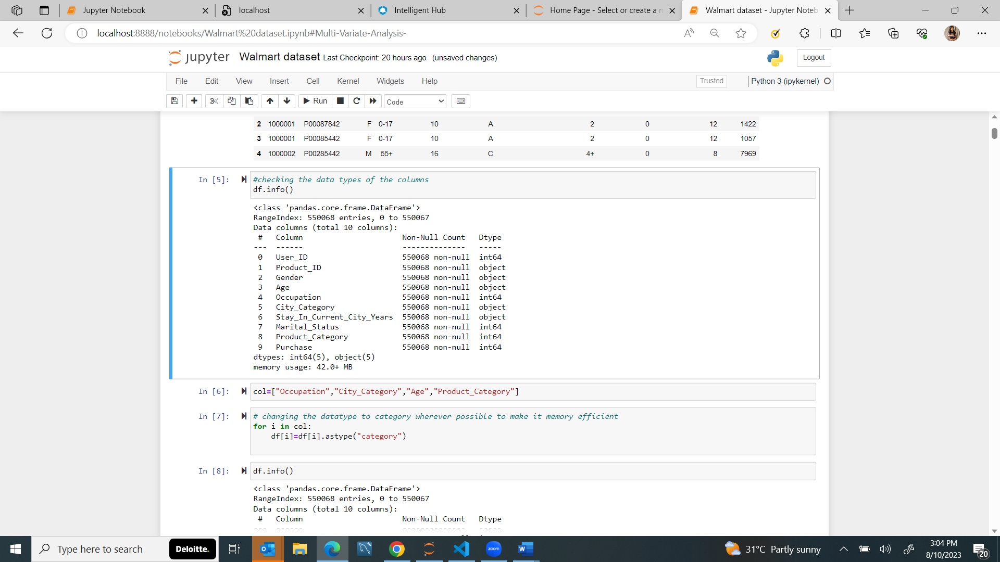 Jupyter Notebook
localhost
Intelligent Hub
Home Page - Select or create a n
Walmart dataset - Jupyter Noteb
localhost:8888/notebooks/Walmart%20dataset.ipynb#Multi-Variate-Analysis-
jupyter Walmart dataset Last Checkpoint: 20 hours ago (unsaved changes)
Logout
File Edit View Insert Cell Kernel Widgets Help
Trusted
Python 3 (ipykernel)
Run
Code
2 1000001 P00087842 F 0-17 10 A 2 0 12 1422
3 1000001 P00085442 F 0-17 10 A 2 0 12 1057
4 1000002 P00285442 M 55+ 16 C 4+ 0 8 7969
In [5]: #checking the data types of the columns
df.info()
<class 'pandas.core.frame.DataFrame'>
RangeIndex: 550068 entries, 0 to 550067
Data columns (total 10 columns):
# Column Non-Null Count Dtype
--- ------ -------------- -----
0 User_ID 550068 non-null int64
1 Product_ID 550068 non-null object
2 Gender 550068 non-null object
3 Age 550068 non-null object
4 Occupation 550068 non-null int64
5 City_Category 550068 non-null object
6 Stay_In_Current_City_Years 550068 non-null object
7 Marital_Status 550068 non-null int64
8 Product_Category 550068 non-null int64
9 Purchase 550068 non-null int64
dtypes: int64(5), object(5)
memory usage: 42.0+ MB
In [6]: col=["Occupation","City_Category","Age","Product_Category"]
In [7]: # changing the datatype to category wherever possible to make it memory efficient
for i in col:
    df[i]=df[i].astype("category")
In [8]: df.info()
<class 'pandas.core.frame.DataFrame'>
RangeIndex: 550068 entries, 0 to 550067
Data columns (total 10 columns):
# Column Non-Null Count Dtype
--- ------ -------------- -----
Type here to search
Deloitte.
zoom
31°C Partly sunny
3:04 PM
8/10/2023
20